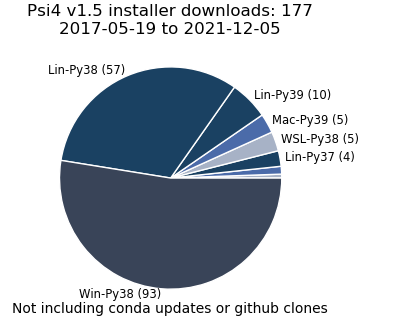 Psi4 v1.5 installer downloads: 177
2017-05-19 to 2021-12-05
Lin-Py38 (57)
Lin-Py39 (10)
Mac-Py39 (5)
WSL-Py38 (5)
Lin-Py37 (4)
Win-Py38 (93)
Not including conda updates or github clones